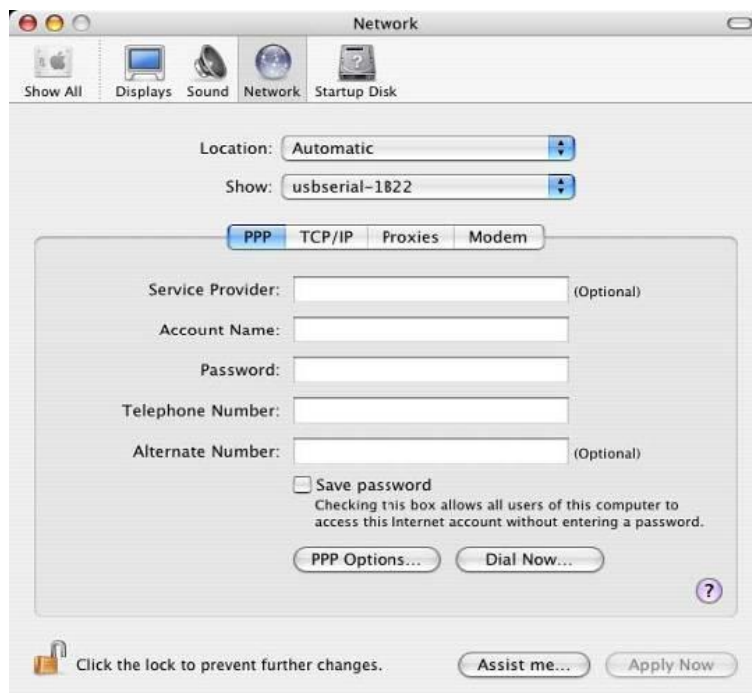 Network
Show All Displays Sound Network Startup Disk
Location: Automatic
Show: usbserial-1B22
PPP TCP/IP Proxies Modem
Service Provider: (Optional)
Account Name:
Password:
Telephone Number:
Alternate Number: (Optional)
Save password
Checking this box allows all users of this computer to
access this Internet account without entering a password.
PPP Options... Dial Now...
?
Click the lock to prevent further changes. Assist me... Apply Now